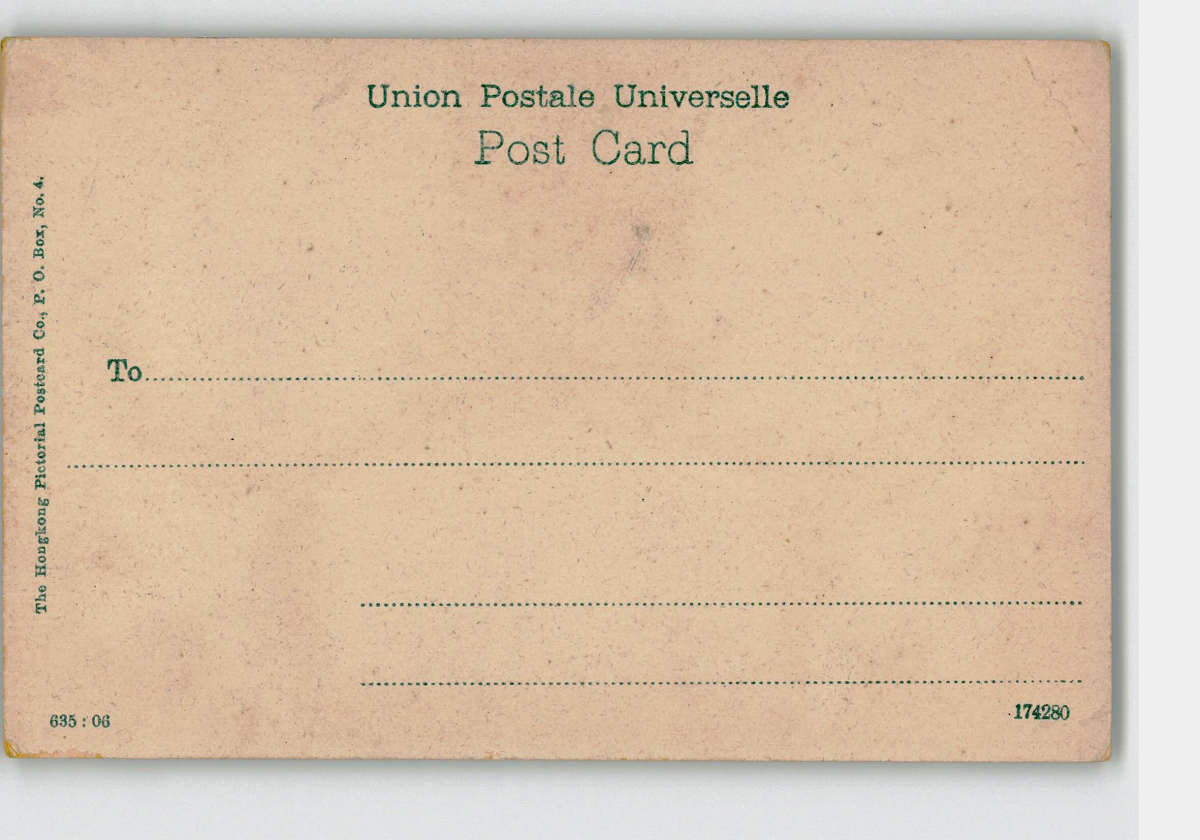 Union Postale Universelle
Post Card
The Hongkong Pictorial Postcard Co., P. O. Box, No. 4.
To
635 : 06
174280